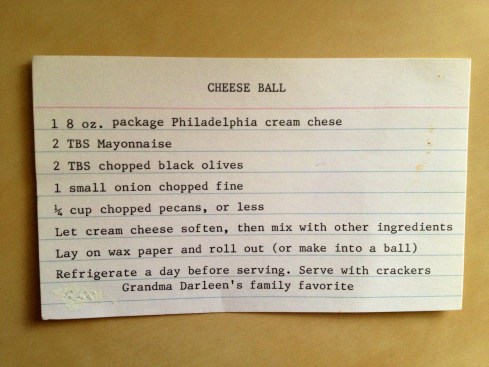 CHEESE BALL
1 8 oz. package Philadelphia cream chese
2 TBS Mayonnaise
2 TBS chopped black olives
1 small onion chopped fine
¼ cup chopped pecans, or less
Let cream cheese soften, then mix with other ingredients
Lay on wax paper and roll out (or make into a ball)
Refrigerate a day before serving. Serve with crackers
Grandma Darleen's family favorite